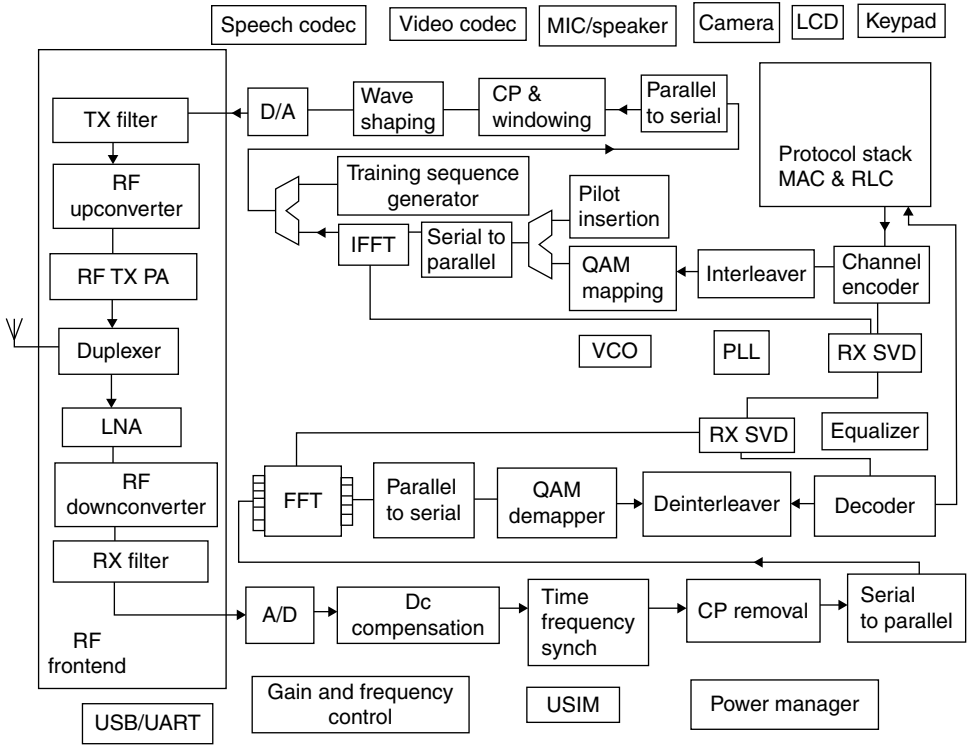 Speech codec
Video codec
MIC/speaker
Camera
LCD
Keypad
TX filter
D/A
Wave
shaping
CP &
windowing
Parallel
to serial
Protocol stack
MAC & RLC
RF
upconverter
Training sequence
generator
Pilot
insertion
IFFT
Serial to
parallel
QAM
mapping
Interleaver
Channel
encoder
RF TX PA
Duplexer
VCO
PLL
RX SVD
LNA
RX SVD
Equalizer
RF
downconverter
FFT
Parallel
to serial
QAM
demapper
Deinterleaver
Decoder
RX filter
A/D
Dc
compensation
Time
frequency
synch
CP removal
Serial
to parallel
RF
frontend
USB/UART
Gain and frequency
control
USIM
Power manager